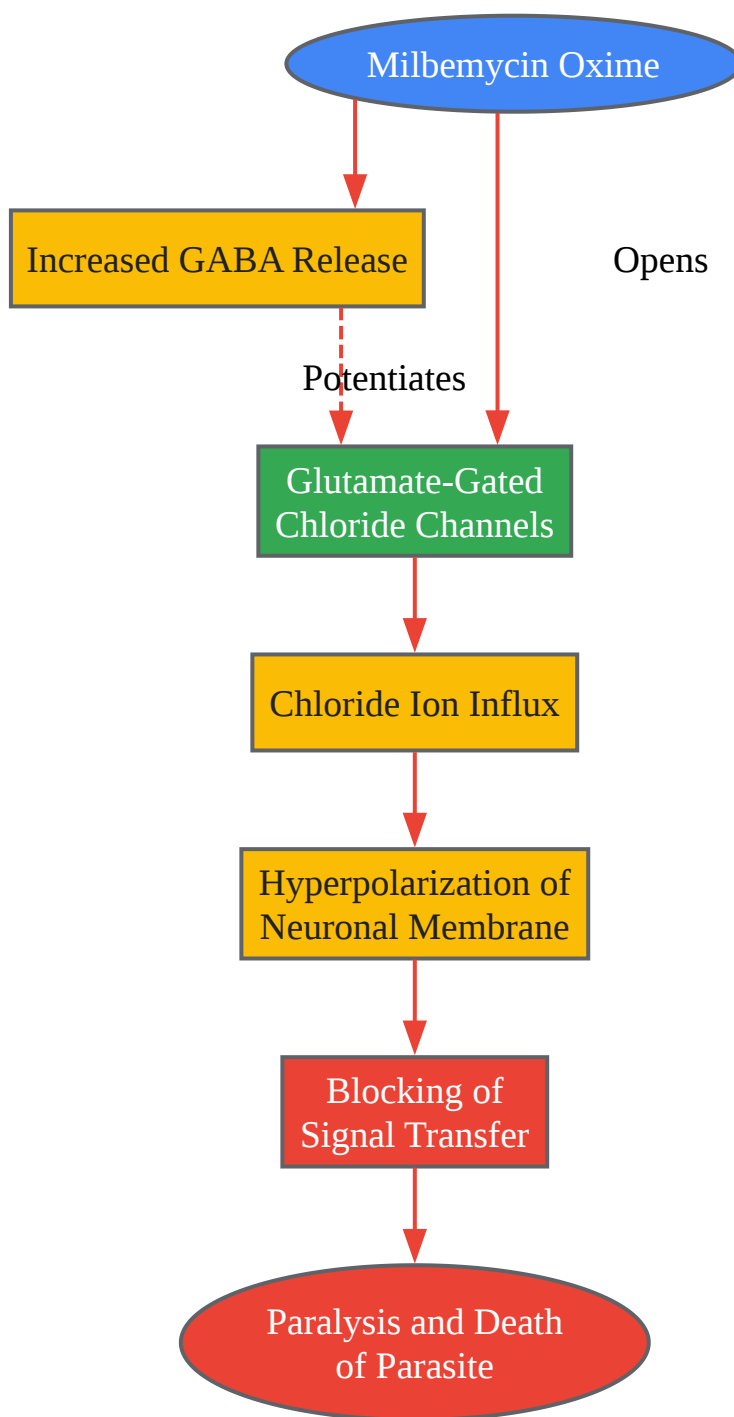 Milbemycin Oxime
Increased GABA Release
Opens
Potentiates
Glutamate-Gated
Chloride Channels
Chloride Ion Influx
Hyperpolarization of
Neuronal Membrane
Blocking of
Signal Transfer
Paralysis and Death
of Parasite